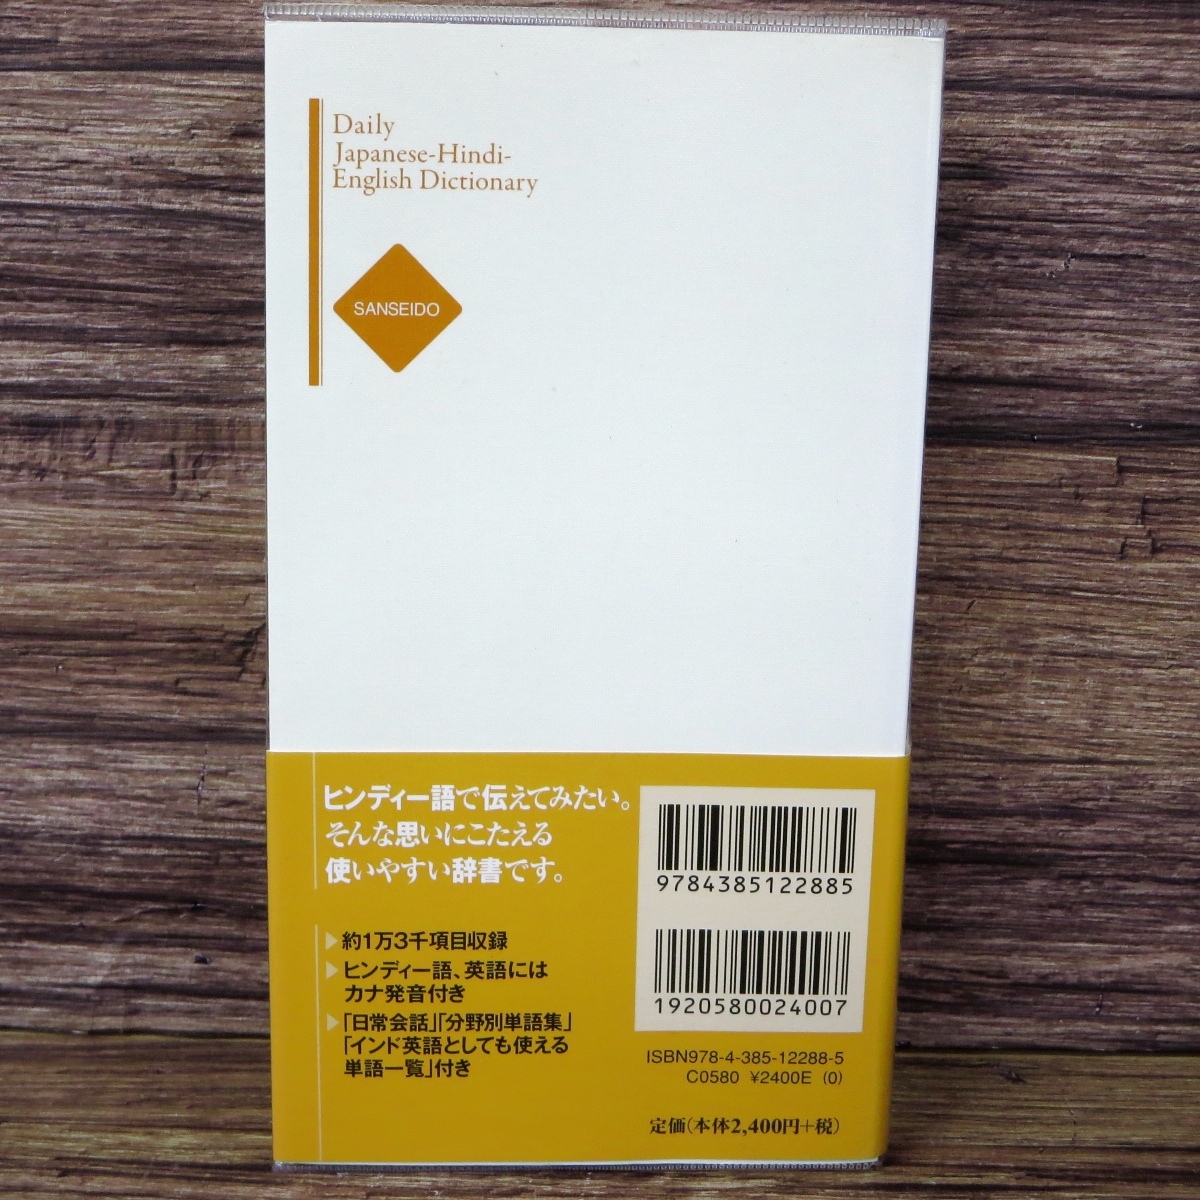 Daily
Japanese-Hindi-
English Dictionary
SANSEIDO
ヒンディー語で伝えてみたい。
そんな思いにこたえる
使いやすい辞書です。
▶約1万3千項目収録
▶ヒンディー語、英語には
カナ発音付き
▶「日常会話」「分野別単語集」
「インド英語としても使える
単語一覧」付き
9784385122885
1920580024007
ISBN978-4-385-12288-5
C0580 ¥2400E (0)
定価(本体2,400円+税)